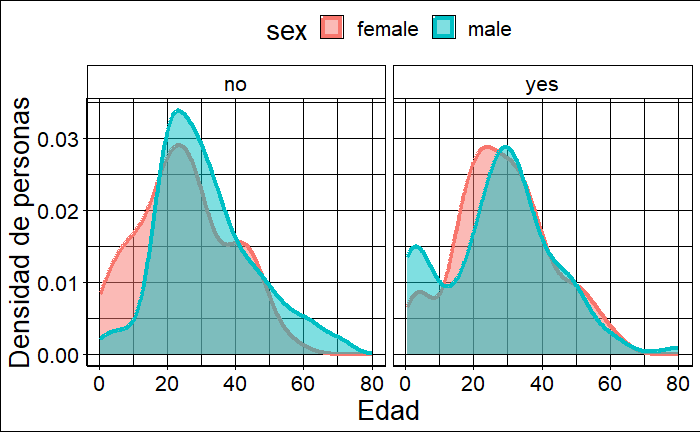 sex female male
no yes
Densidad de personas
0.03
0.02
0.01
0.00
0 20 40 60 80 0 20 40 60 80
Edad